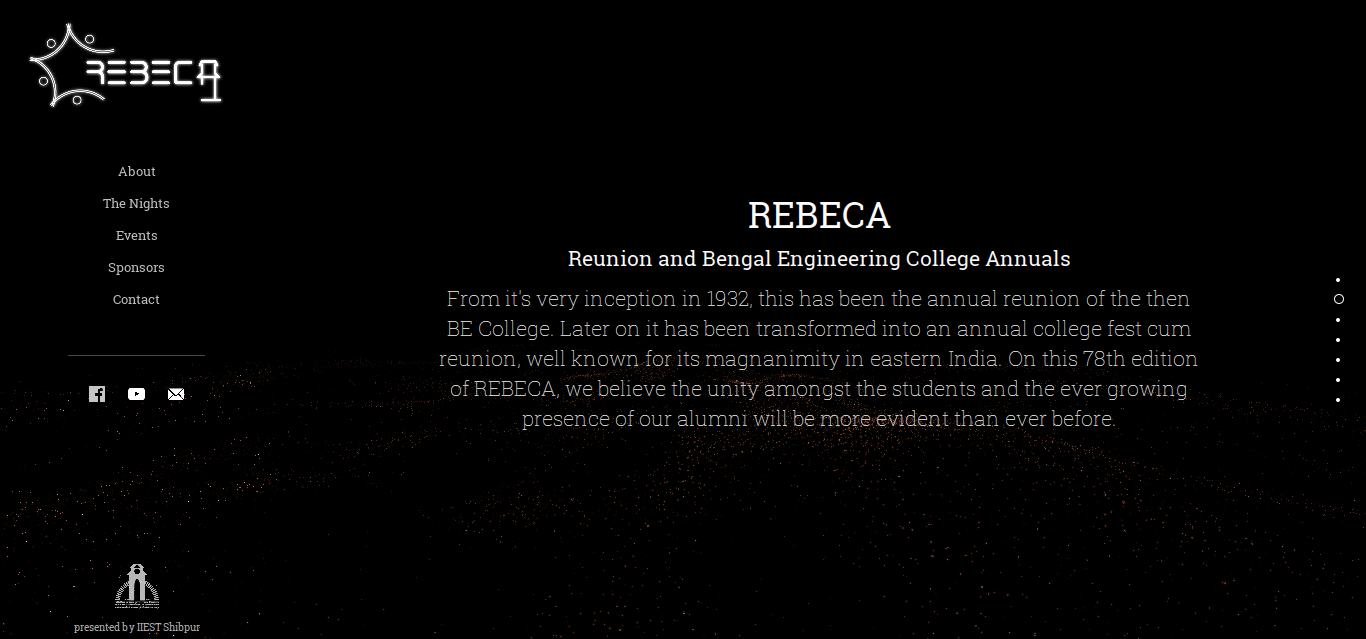 REBECA
About
The Nights
Events
Sponsors
Contact
presented by IIEST Shibpur
REBECA
Reunion and Bengal Engineering College Annuals
From it's very inception in 1932, this has been the annual reunion of the then
BE College. Later on it has been transformed into an annual college fest cum
reunion, well known for its magnanimity in eastern India. On this 78th edition
of REBECA, we believe the unity amongst the students and the ever growing
presence of our alumni will be more evident than ever before.